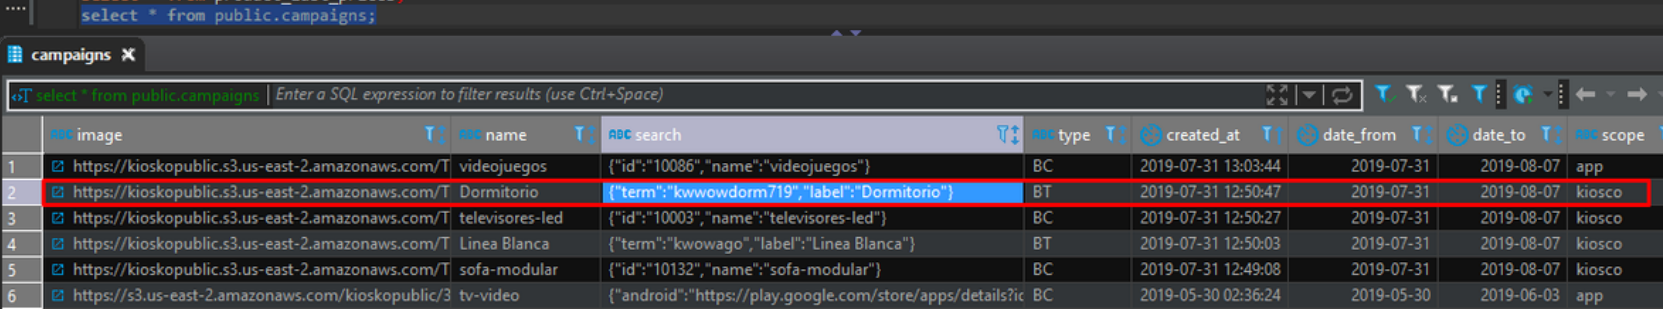 select * from public.campaigns;
campaigns
select * from public.campaigns Enter a SQL expression to filter results (use Ctrl+Space)
ABC image ABC name ABC search ABC type created_at date_from date_to ABC scope
1 https://kioskopublic.s3.us-east-2.amazonaws.com/T videojuegos {"id":"10086","name":"videojuegos"} BC 2019-07-31 13:03:44 2019-07-31 2019-08-07 app
2 https://kioskopublic.s3.us-east-2.amazonaws.com/T Dormitorio {"term":"kwwowdorm719","label":"Dormitorio"} BT 2019-07-31 12:50:47 2019-07-31 2019-08-07 kiosco
3 https://kioskopublic.s3.us-east-2.amazonaws.com/T televisores-led {"id":"10003","name":"televisores-led"} BC 2019-07-31 12:50:27 2019-07-31 2019-08-07 kiosco
4 https://kioskopublic.s3.us-east-2.amazonaws.com/T Linea Blanca {"term":"kwowago","label":"Linea Blanca"} BT 2019-07-31 12:50:03 2019-07-31 2019-08-07 kiosco
5 https://kioskopublic.s3.us-east-2.amazonaws.com/T sofa-modular {"id":"10132","name":"sofa-modular"} BC 2019-07-31 12:49:08 2019-07-31 2019-08-07 kiosco
6 https://s3.us-east-2.amazonaws.com/kioskopublic/3 tv-video {"android":"https://play.google.com/store/apps/details?ic BC 2019-05-30 02:36:24 2019-05-30 2019-06-03 app